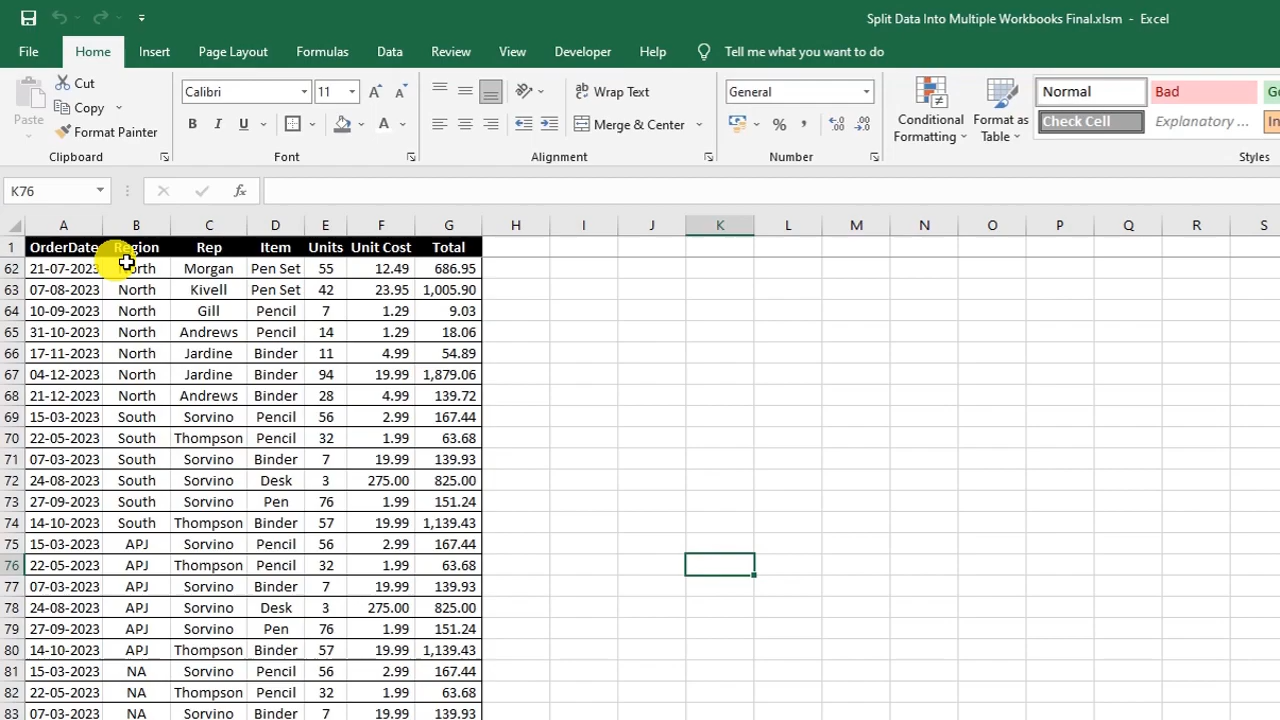 Split Data Into Multiple Workbooks Final.xlsm - Excel
File Home Insert Draw Page Layout Formulas Data Review View Developer Help Tell me what you want to do
Cut
Copy
Format Painter
Paste
Clipboard
Calibri 11
B I U
Font
Wrap Text
Merge & Center
Alignment
General
Number
Conditional Formatting
Format as Table
Normal Bad
Check Cell Explanatory ...
Styles
K76
A B C D E F G H I J K L M N O P Q R S
1 OrderDate Region Rep Item Units Unit Cost Total
62 21-07-2023 North Morgan Pen Set 55 12.49 686.95
63 07-08-2023 North Kivell Pen Set 42 23.95 1,005.90
64 10-09-2023 North Gill Pencil 7 1.29 9.03
65 31-10-2023 North Andrews Pencil 14 1.29 18.06
66 17-11-2023 North Jardine Binder 11 4.99 54.89
67 04-12-2023 North Jardine Binder 94 19.99 1,879.06
68 21-12-2023 North Andrews Binder 28 4.99 139.72
69 15-03-2023 South Sorvino Pencil 56 2.99 167.44
70 22-05-2023 South Thompson Pencil 32 1.99 63.68
71 07-03-2023 South Sorvino Binder 7 19.99 139.93
72 24-08-2023 South Sorvino Desk 3 275.00 825.00
73 27-09-2023 South Sorvino Pen 76 1.99 151.24
74 14-10-2023 South Thompson Binder 57 19.99 1,139.43
75 15-03-2023 APJ Sorvino Pencil 56 2.99 167.44
76 22-05-2023 APJ Thompson Pencil 32 1.99 63.68
77 07-03-2023 APJ Sorvino Binder 7 19.99 139.93
78 24-08-2023 APJ Sorvino Desk 3 275.00 825.00
79 27-09-2023 APJ Sorvino Pen 76 1.99 151.24
80 14-10-2023 APJ Thompson Binder 57 19.99 1,139.43
81 15-03-2023 NA Sorvino Pencil 56 2.99 167.44
82 22-05-2023 NA Thompson Pencil 32 1.99 63.68
83 07-03-2023 NA Sorvino Binder 7 19.99 139.93